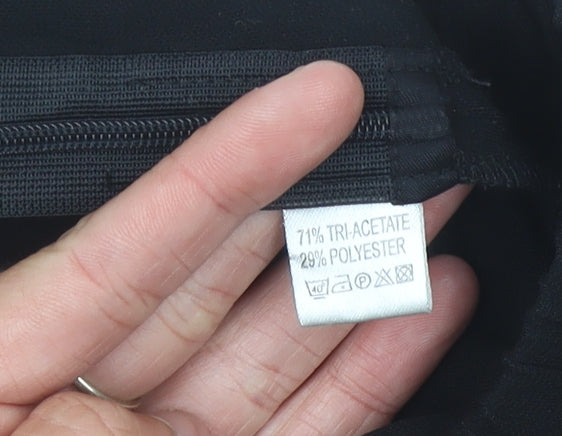 71% TRI-ACETATE
29% POLYESTER